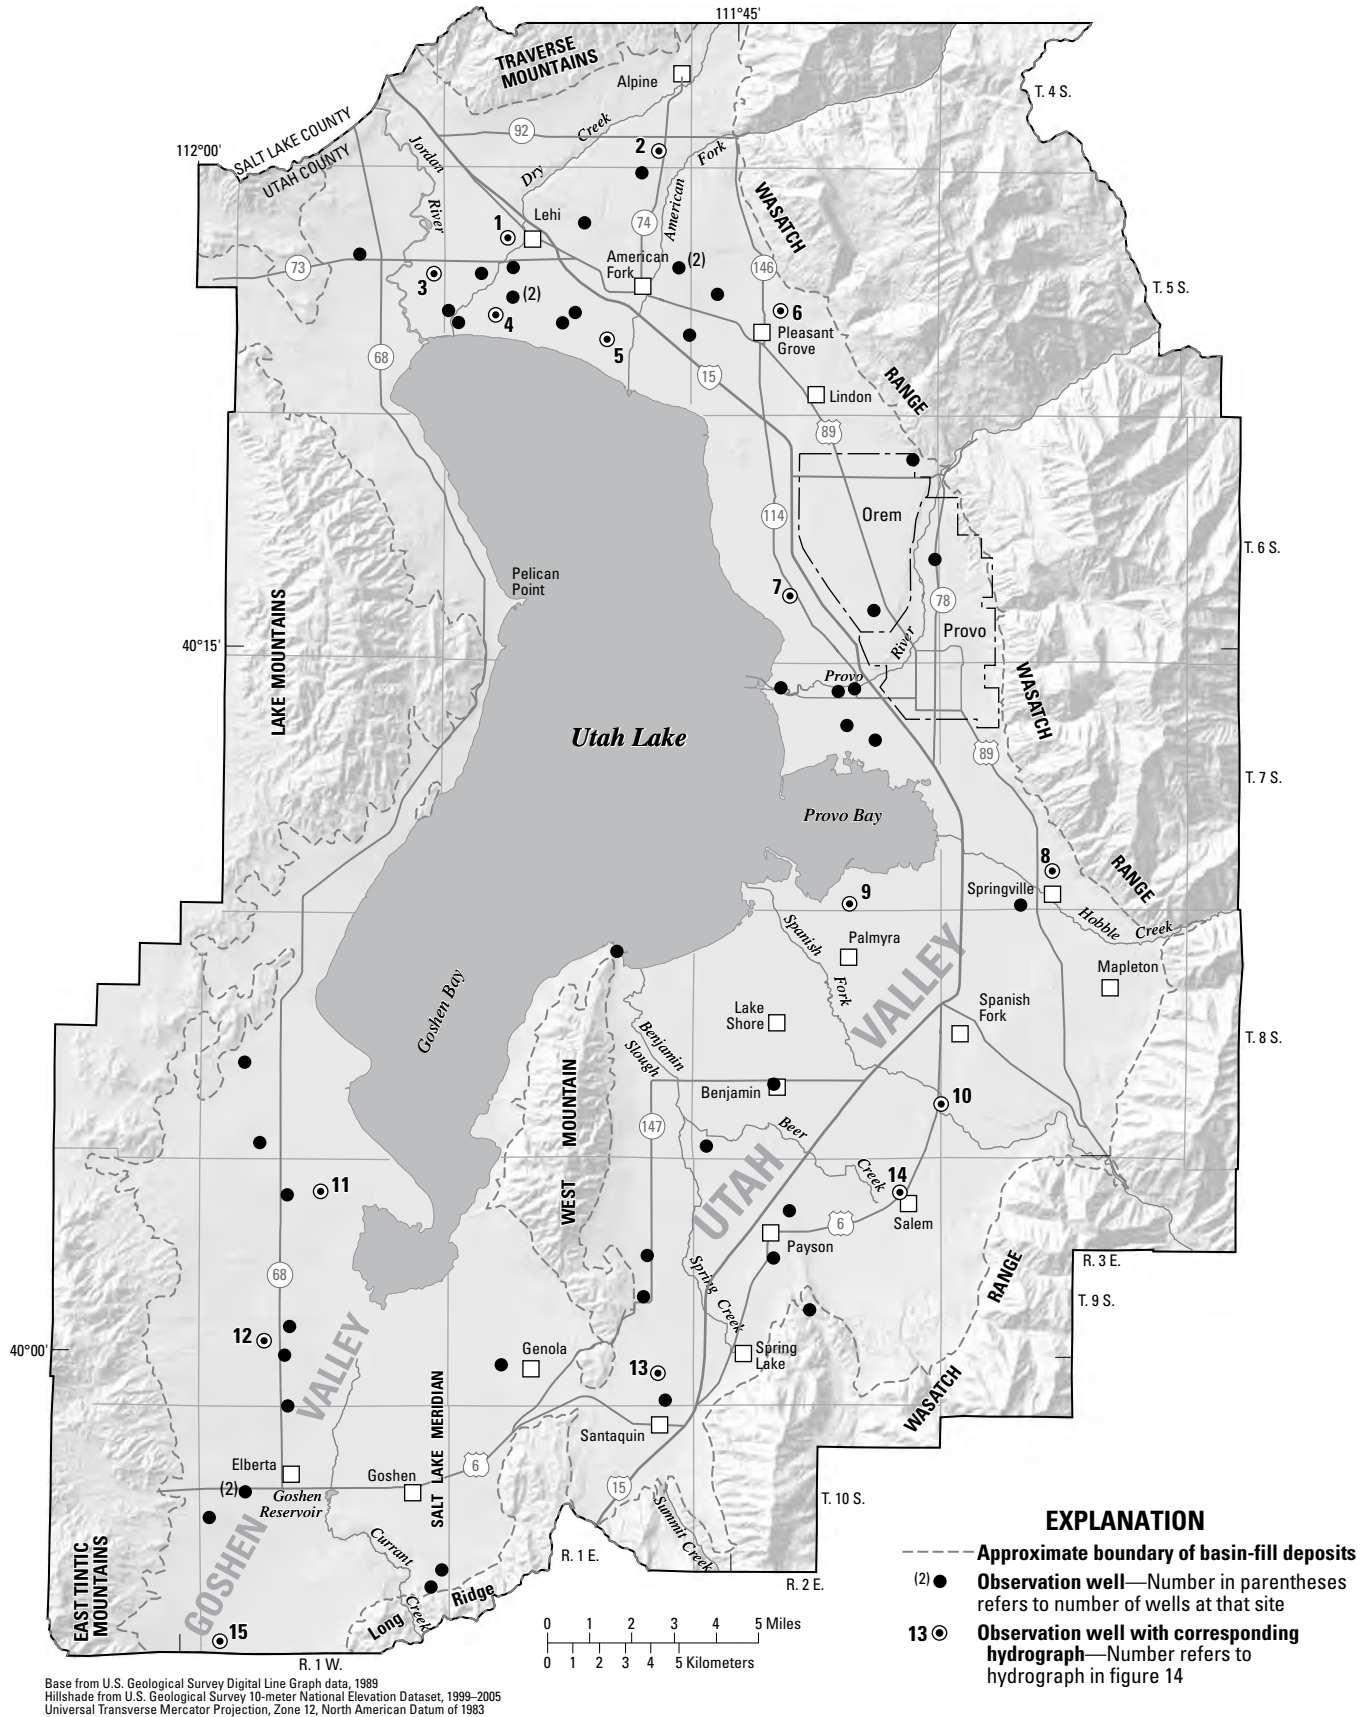 111°45'
TRAVERSE
MOUNTAINS
Alpine
T. 4 S.
SALT LAKE COUNTY
UTAH COUNTY
112°00'
92
Jordan
River
Dry
Creek
2
American
Fork
WASATCH
RANGE
1
Lehi
74
American
Fork
(2)
146
73
3
(2)
4
5
6
Pleasant
Grove
T. 5 S.
68
15
Lindon
89
Orem
114
T. 6 S.
Pelican
Point
7
78
Provo
River
Provo
40°15'
LAKE MOUNTAINS
WASATCH
RANGE
Utah Lake
89
T. 7 S.
Provo Bay
8
Springville
9
Hobble
Creek
Spanish
Fork
Palmyra
Mapleton
Goshen Bay
Lake
Shore
UTAH
VALLEY
Spanish
Fork
T. 8 S.
Benjamin
Slough
WEST MOUNTAIN
Benjamin
10
147
Beer
Creek
11
14
Salem
6
Payson
R. 3 E.
68
Spring Creek
WASATCH
RANGE
T. 9 S.
12
40°00'
Genola
Spring
Lake
13
GOSHEN
VALLEY
SALT LAKE MERIDIAN
Santaquin
Elberta
Goshen
6
(2)
Goshen
Reservoir
15
T. 10 S.
Summit Creek
EAST TINTIC
MOUNTAINS
Currant
Creek
R. 1 E.
R. 2 E.
Long
Ridge
15
R. 1 W.
0 1 2 3 4 5 Miles
0 1 2 3 4 5 Kilometers
EXPLANATION
Approximate boundary of basin-fill deposits
(2) Observation well—Number in parentheses
refers to number of wells at that site
13 Observation well with corresponding
hydrograph—Number refers to
hydrograph in figure 14
Base from U.S. Geological Survey Digital Line Graph data, 1989
Hillshade from U.S. Geological Survey 10-meter National Elevation Dataset, 1999–2005
Universal Transverse Mercator Projection, Zone 12, North American Datum of 1983